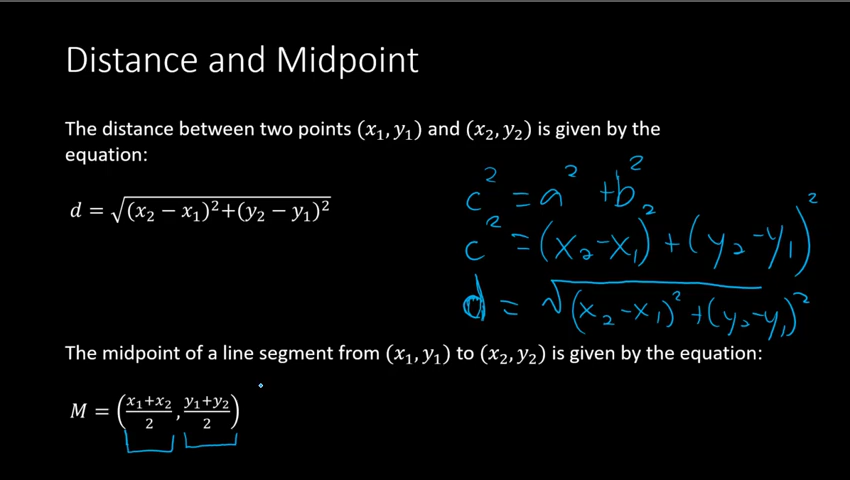 Distance and Midpoint
The distance between two points (x₁, y₁) and (x₂, y₂) is given by the
equation:
d = √((x₂ − x₁)²+(y₂ − y₁)²)
c² = a² + b²
c² = (x₂ − x₁)² + (y₂ − y₁)²
d = √((x₂ − x₁)² + (y₂ − y₁)²)
The midpoint of a line segment from (x₁, y₁) to (x₂, y₂) is given by the equation:
M = ((x₁+x₂)/2, (y₁+y₂)/2)